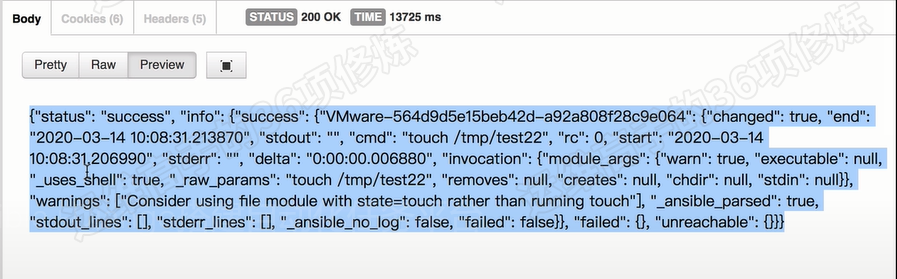 Body Cookies (6) Headers (5) STATUS 200 OK TIME 13725 ms
Pretty Raw Preview
{"status": "success", "info": {"success": {"VMware-564d9d5e15beb42d-a92a808f28c9e064": {"changed": true, "end":
"2020-03-14 10:08:31.213870", "stdout": "", "cmd": "touch /tmp/test22", "rc": 0, "start": "2020-03-14
10:08:31.206990", "stderr": "", "delta": "0:00:00.006880", "invocation": {"module_args": {"warn": true, "executable": null,
"_uses_shell": true, "_raw_params": "touch /tmp/test22", "removes": null, "creates": null, "chdir": null, "stdin": null}},
"warnings": ["Consider using file module with state=touch rather than running touch"], "_ansible_parsed": true,
"stdout_lines": [], "stderr_lines": [], "_ansible_no_log": false, "failed": false}}, "failed": {}, "unreachable": {}}}